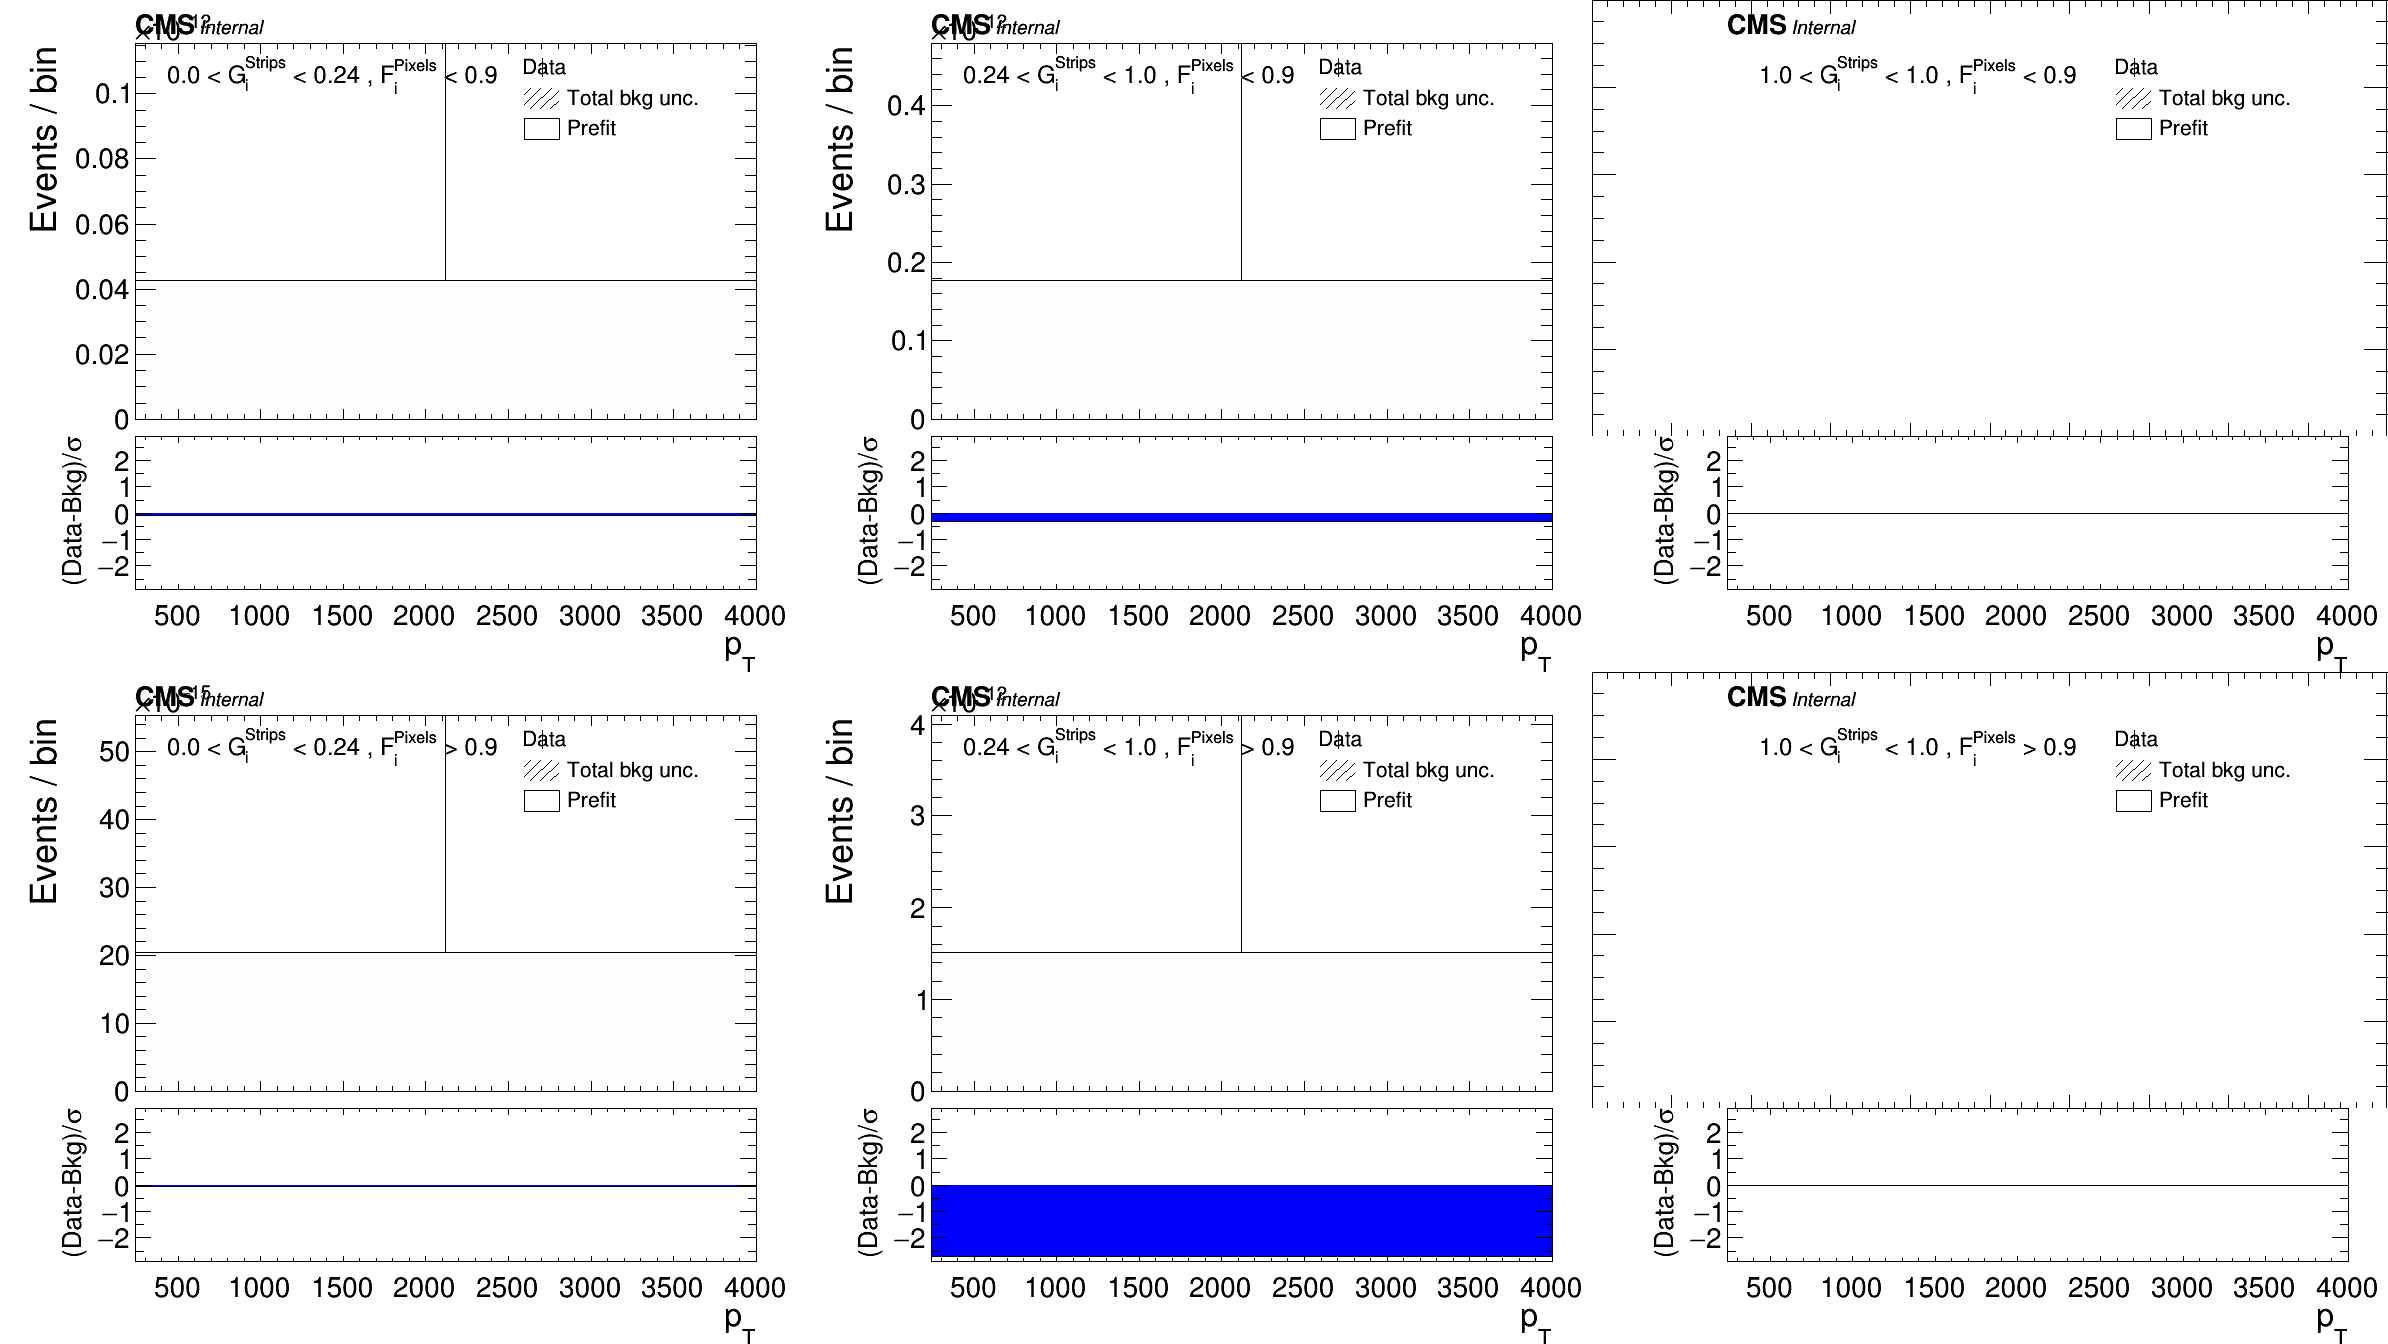 CMS Internal
Events / bin
0.0 < G_i^Strips < 0.24 , F_i^Pixels < 0.9
Data
Total bkg unc.
Prefit
0.1
0.08
0.06
0.04
0.02
0
(Data-Bkg)/σ
2
1
0
−1
−2
500 1000 1500 2000 2500 3000 3500 4000
p_T
CMS Internal
Events / bin
0.24 < G_i^Strips < 1.0 , F_i^Pixels < 0.9
Data
Total bkg unc.
Prefit
0.4
0.3
0.2
0.1
0
(Data-Bkg)/σ
2
1
0
−1
−2
500 1000 1500 2000 2500 3000 3500 4000
p_T
CMS Internal
1.0 < G_i^Strips < 1.0 , F_i^Pixels < 0.9
Data
Total bkg unc.
Prefit
(Data-Bkg)/σ
2
1
0
−1
−2
500 1000 1500 2000 2500 3000 3500 4000
p_T
CMS Internal
Events / bin
0.0 < G_i^Strips < 0.24 , F_i^Pixels > 0.9
Data
Total bkg unc.
Prefit
50
40
30
20
10
0
(Data-Bkg)/σ
2
1
0
−1
−2
500 1000 1500 2000 2500 3000 3500 4000
p_T
CMS Internal
Events / bin
0.24 < G_i^Strips < 1.0 , F_i^Pixels > 0.9
Data
Total bkg unc.
Prefit
4
3
2
1
0
(Data-Bkg)/σ
2
1
0
−1
−2
500 1000 1500 2000 2500 3000 3500 4000
p_T
CMS Internal
1.0 < G_i^Strips < 1.0 , F_i^Pixels > 0.9
Data
Total bkg unc.
Prefit
(Data-Bkg)/σ
2
1
0
−1
−2
500 1000 1500 2000 2500 3000 3500 4000
p_T